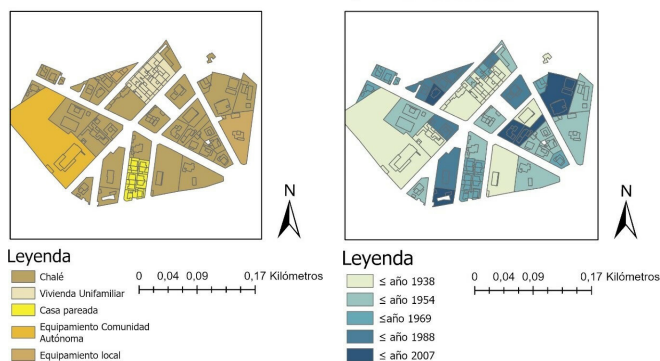 N
Leyenda
Chalé
Vivienda Unifamiliar
Casa pareada
Equipamiento Comunidad
Autónoma
Equipamiento local
0 0,04 0,09 0,17 Kilómetros
N
Leyenda
≤ año 1938
≤ año 1954
≤año 1969
≤ año 1988
≤ año 2007
0 0,04 0,09 0,17 Kilómetros